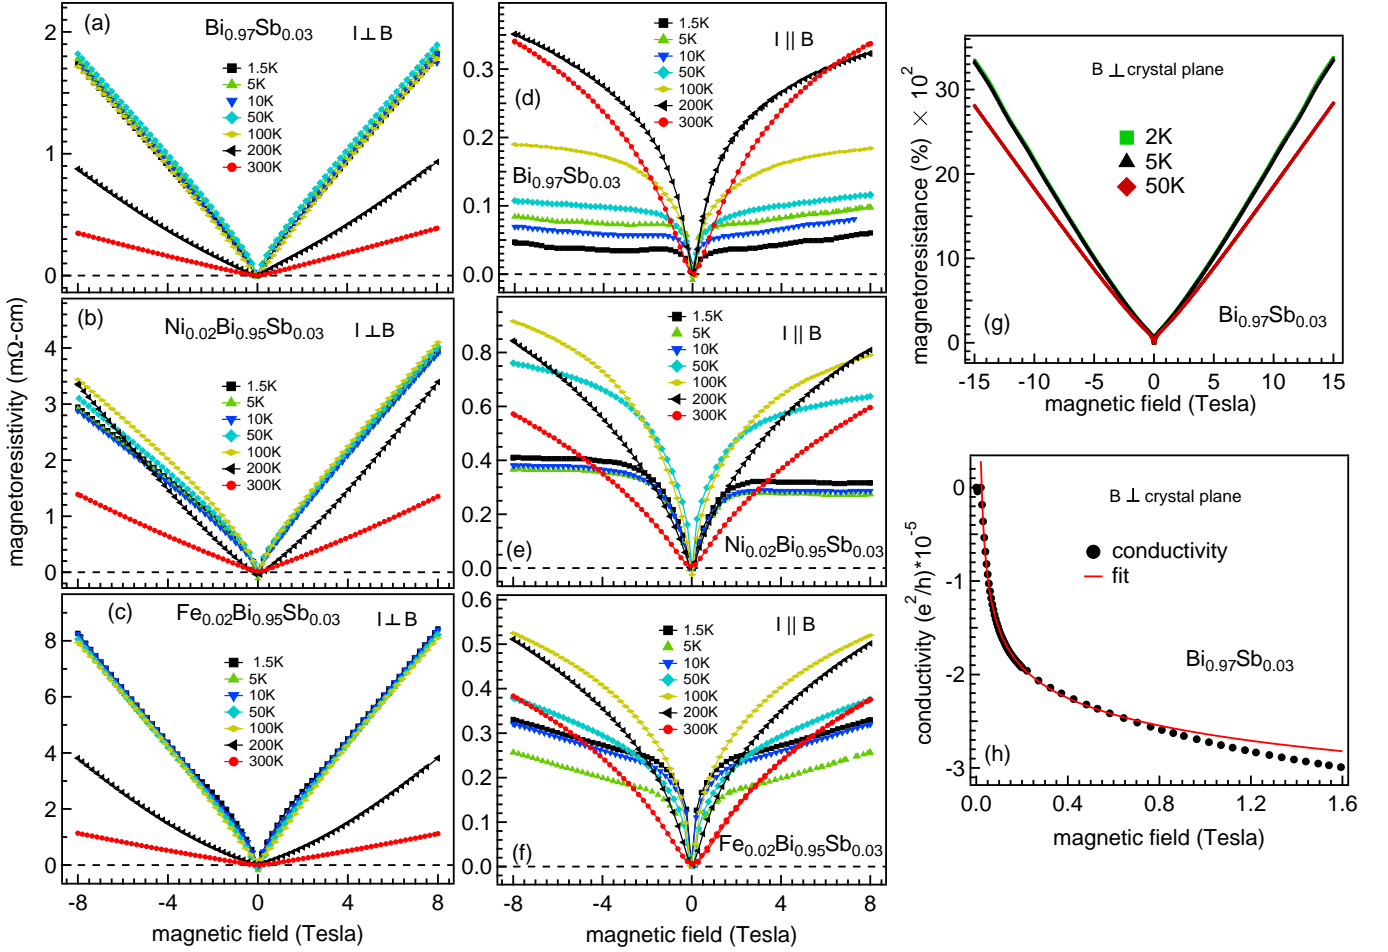 (a)
Bi0.97Sb0.03
I ⊥ B
1.5K
5K
10K
50K
100K
200K
300K
2
1
0
(b)
Ni0.02Bi0.95Sb0.03
I ⊥ B
1.5K
5K
10K
50K
100K
200K
300K
4
3
2
1
0
magnetoresistivity (mΩ-cm)
(c)
Fe0.02Bi0.95Sb0.03
I ⊥ B
1.5K
5K
10K
50K
100K
200K
300K
8
6
4
2
0
-8
-4
0
4
8
magnetic field (Tesla)
(d)
I || B
1.5K
5K
10K
50K
100K
200K
300K
Bi0.97Sb0.03
0.3
0.2
0.1
0.0
(e)
I || B
1.5K
5K
10K
50K
100K
200K
300K
Ni0.02Bi0.95Sb0.03
0.8
0.6
0.4
0.2
0.0
(f)
I || B
1.5K
5K
10K
50K
100K
200K
300K
Fe0.02Bi0.95Sb0.03
0.6
0.5
0.4
0.3
0.2
0.1
0.0
-8
-4
0
4
8
magnetic field (Tesla)
magnetoresistance (%) × 10²
B ⊥ crystal plane
2K
5K
50K
(g)
Bi0.97Sb0.03
30
20
10
0
-15
-10
-5
0
5
10
15
magnetic field (Tesla)
conductivity (e²/h)*10⁻⁵
B ⊥ crystal plane
conductivity
fit
Bi0.97Sb0.03
(h)
0
-1
-2
-3
0.0
0.4
0.8
1.2
1.6
magnetic field (Tesla)